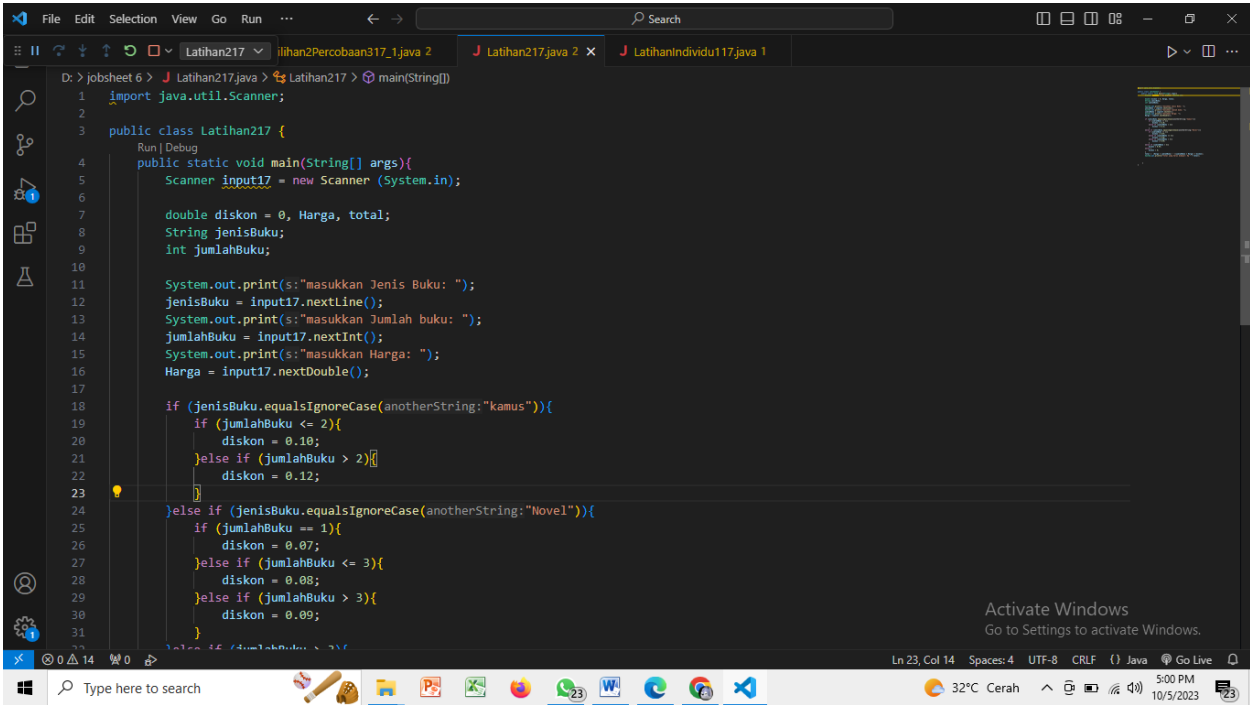 File Edit Selection View Go Run ··· ← → Search
Latihan217
ilihan2Percobaan317_1.java 2
J Latihan217.java 2 ×
J LatihanIndividu117.java 1
D: > jobsheet 6 > J Latihan217.java > Latihan217 > main(String[])
1 import java.util.Scanner;
2
3 public class Latihan217 {
Run | Debug
4 public static void main(String[] args){
5 Scanner input17 = new Scanner (System.in);
6
7 double diskon = 0, Harga, total;
8 String jenisBuku;
9 int jumlahBuku;
10
11 System.out.print(s:"masukkan Jenis Buku: ");
12 jenisBuku = input17.nextLine();
13 System.out.print(s:"masukkan Jumlah buku: ");
14 jumlahBuku = input17.nextInt();
15 System.out.print(s:"masukkan Harga: ");
16 Harga = input17.nextDouble();
17
18 if (jenisBuku.equalsIgnoreCase(anotherString:"kamus")){
19 if (jumlahBuku <= 2){
20 diskon = 0.10;
21 }else if (jumlahBuku > 2){
22 diskon = 0.12;
23 }
24 }else if (jenisBuku.equalsIgnoreCase(anotherString:"Novel")){
25 if (jumlahBuku == 1){
26 diskon = 0.07;
27 }else if (jumlahBuku <= 3){
28 diskon = 0.08;
29 }else if (jumlahBuku > 3){
30 diskon = 0.09;
31 }
Activate Windows
Go to Settings to activate Windows.
0 14 0 Ln 23, Col 14 Spaces: 4 UTF-8 CRLF {} Java Go Live
Type here to search
23
32°C Cerah
5:00 PM
10/5/2023
23